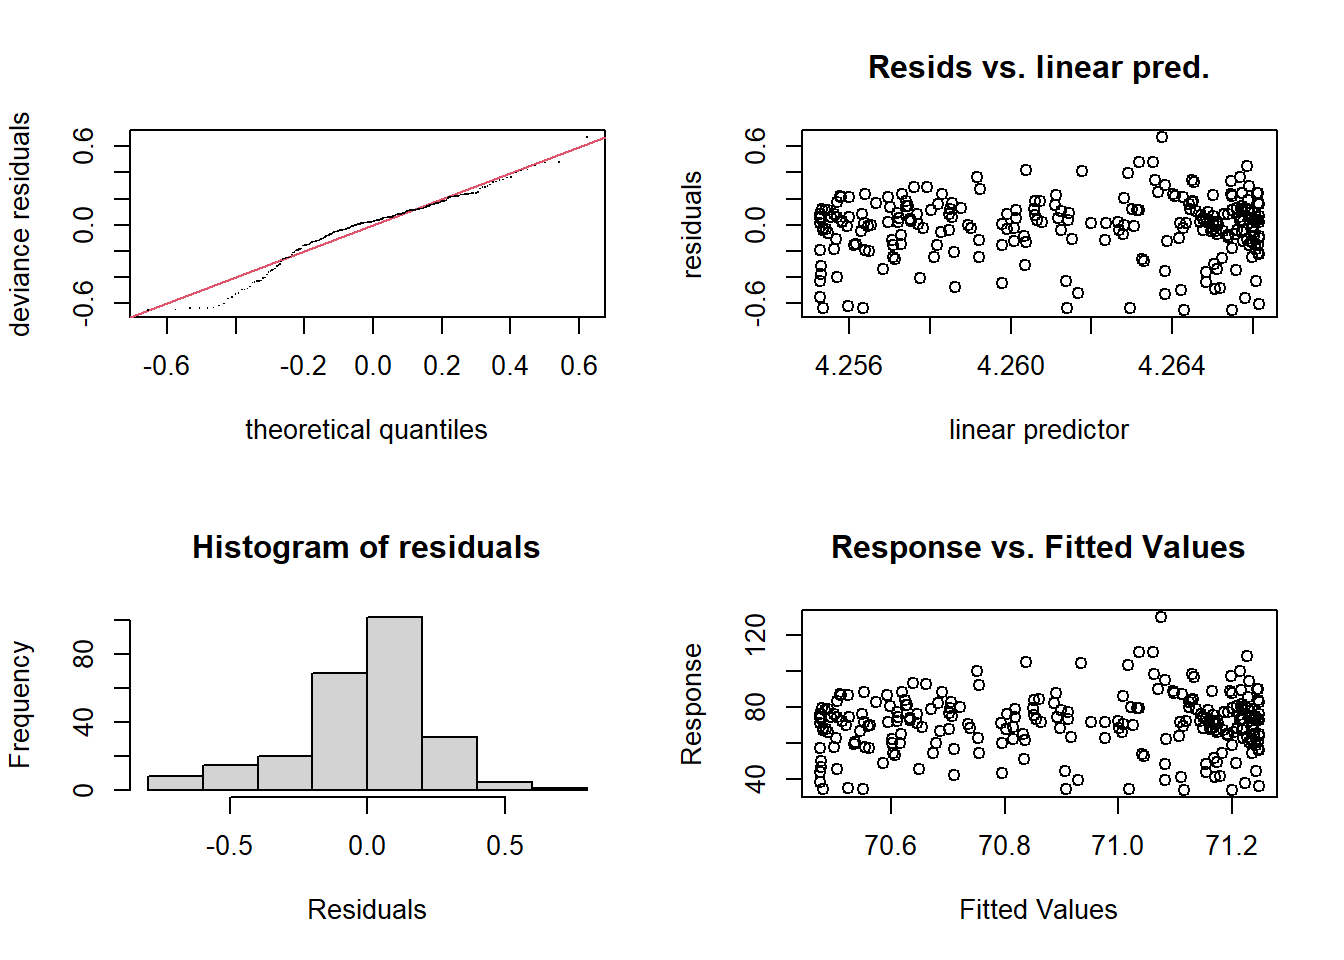 deviance residuals
0.6
0.0
-0.6
-0.6
-0.2
0.0
0.2
0.4
0.6
theoretical quantiles
Resids vs. linear pred.
residuals
0.6
0.0
-0.6
4.256
4.260
4.264
linear predictor
Histogram of residuals
Frequency
80
40
0
-0.5
0.0
0.5
Residuals
Response vs. Fitted Values
Response
120
80
40
70.6
70.8
71.0
71.2
Fitted Values